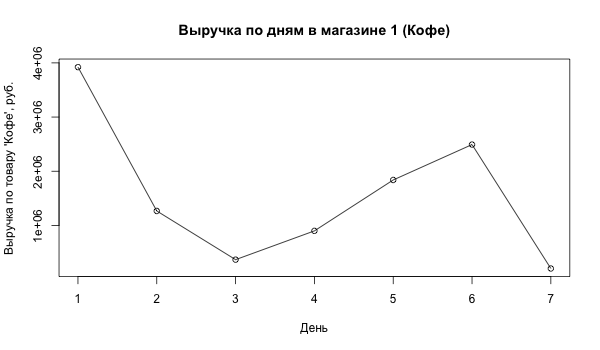 Выручка по дням в магазине 1 (Кофе)
Выручка по товару 'Кофе', руб.
4e+06
3e+06
2e+06
1e+06
1 2 3 4 5 6 7
День